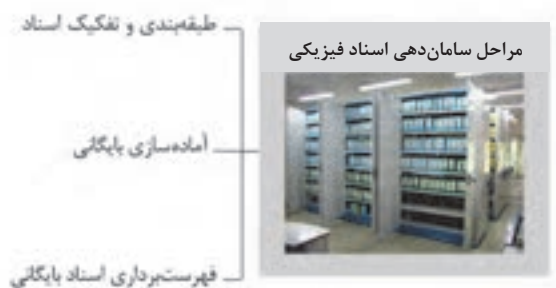 مراحل سامان‌دهی اسناد فیزیکی
طبقه‌بندی و تفکیک اسناد
آماده‌سازی بایگانی
فهرست‌برداری اسناد بایگانی